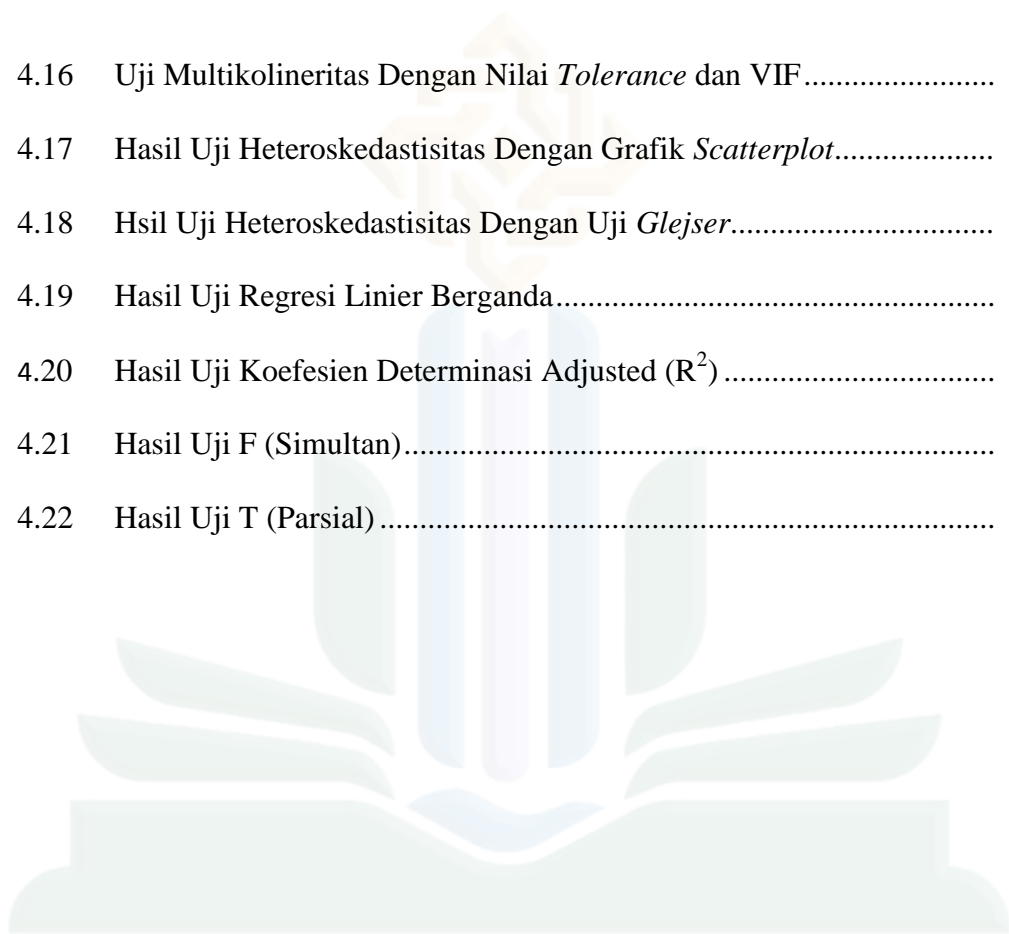 4.16 Uji Multikolineritas Dengan Nilai Tolerance dan VIF........................
4.17 Hasil Uji Heteroskedastisitas Dengan Grafik Scatterplot....................
4.18 Hsil Uji Heteroskedastisitas Dengan Uji Glejser.................................
4.19 Hasil Uji Regresi Linier Berganda.......................................................
4.20 Hasil Uji Koefesien Determinasi Adjusted (R²)..................................
4.21 Hasil Uji F (Simultan)..........................................................................
4.22 Hasil Uji T (Parsial).............................................................................